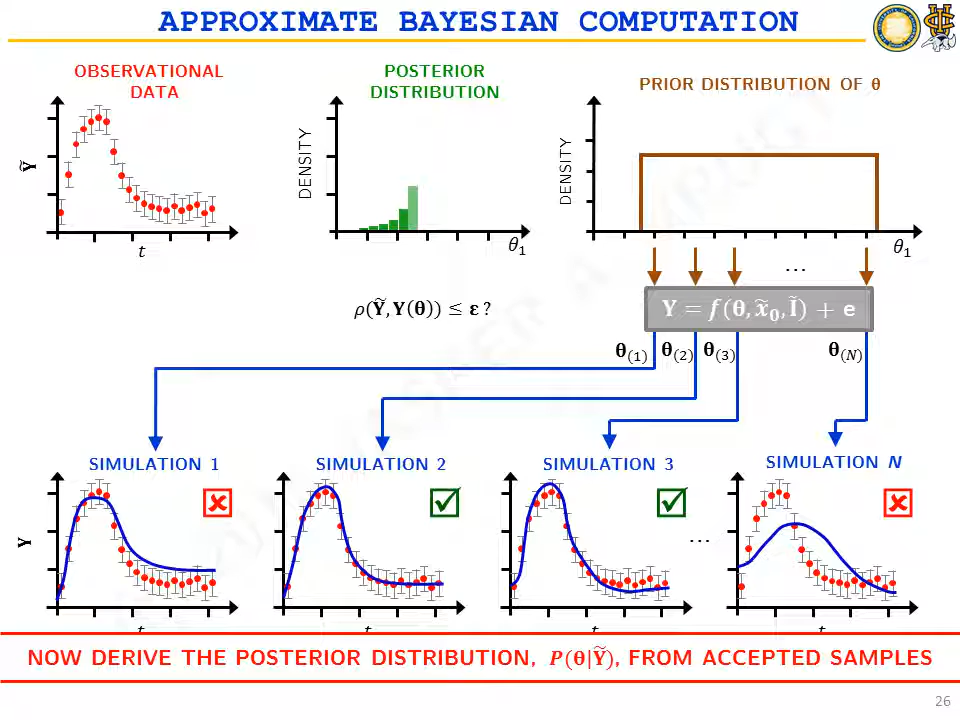 APPROXIMATE BAYESIAN COMPUTATION
OBSERVATIONAL
DATA
Ỹ
t
POSTERIOR
DISTRIBUTION
DENSITY
θ₁
PRIOR DISTRIBUTION OF θ
DENSITY
θ₁
...
ρ(Ỹ, Y(θ)) ≤ ε ?
Y = f(θ, x̃₀, Ĩ) + e
θ₍₁₎ θ₍₂₎ θ₍₃₎ θ₍N₎
SIMULATION 1
SIMULATION 2
SIMULATION 3
SIMULATION N
Y
...
t
t
t
t
NOW DERIVE THE POSTERIOR DISTRIBUTION, P(θ|Ỹ), FROM ACCEPTED SAMPLES
26